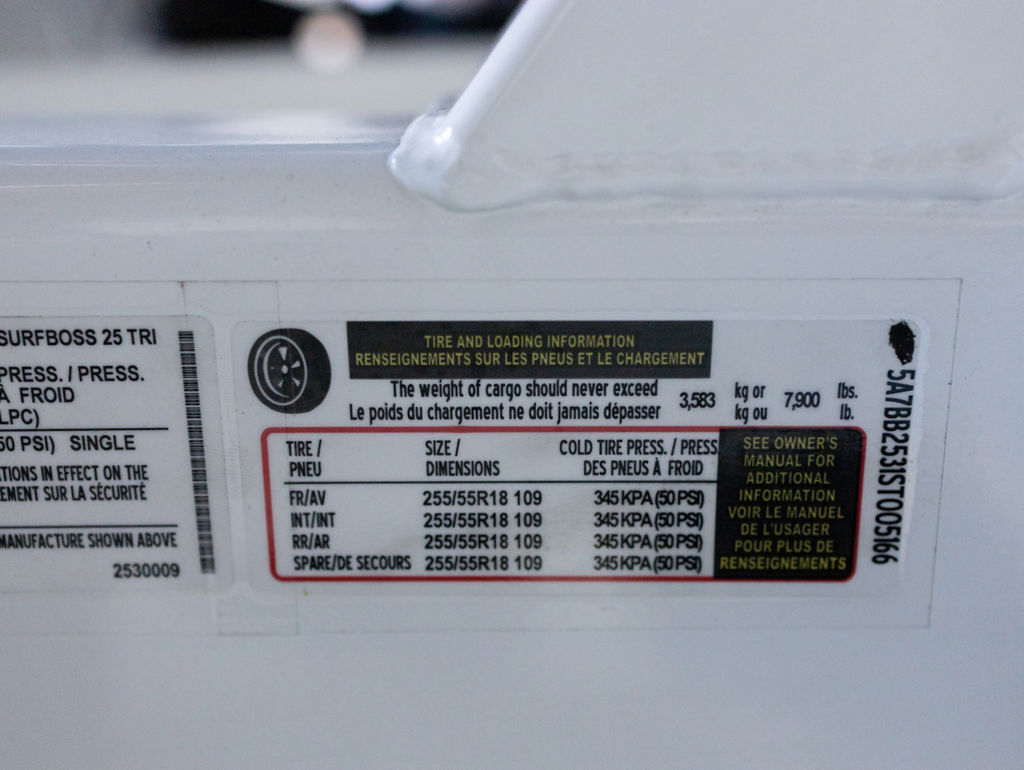 SURFBOSS 25 TRI
PRESS. / PRESS.
À FROID
LPC)
50 PSI) SINGLE
TIONS IN EFFECT ON THE
EMENT SUR LA SÉCURITÉ
MANUFACTURE SHOWN ABOVE
2530009
TIRE AND LOADING INFORMATION
RENSEIGNEMENTS SUR LES PNEUS ET LE CHARGEMENT
The weight of cargo should never exceed 3,583 kg or 7,900 lbs.
Le poids du chargement ne doit jamais dépasser kg ou lb.
TIRE / SIZE / COLD TIRE PRESS. / PRESS
PNEU DIMENSIONS DES PNEUS À FROID
FR/AV 255/55R18 109 345 KPA (50 PSI)
INT/INT 255/55R18 109 345 KPA (50 PSI)
RR/AR 255/55R18 109 345 KPA (50 PSI)
SPARE/DE SECOURS 255/55R18 109 345 KPA (50 PSI)
SEE OWNER'S
MANUAL FOR
ADDITIONAL
INFORMATION
VOIR LE MANUEL
DE L'USAGER
POUR PLUS DE
RENSEIGNEMENTS
5A7BB2531ST005166